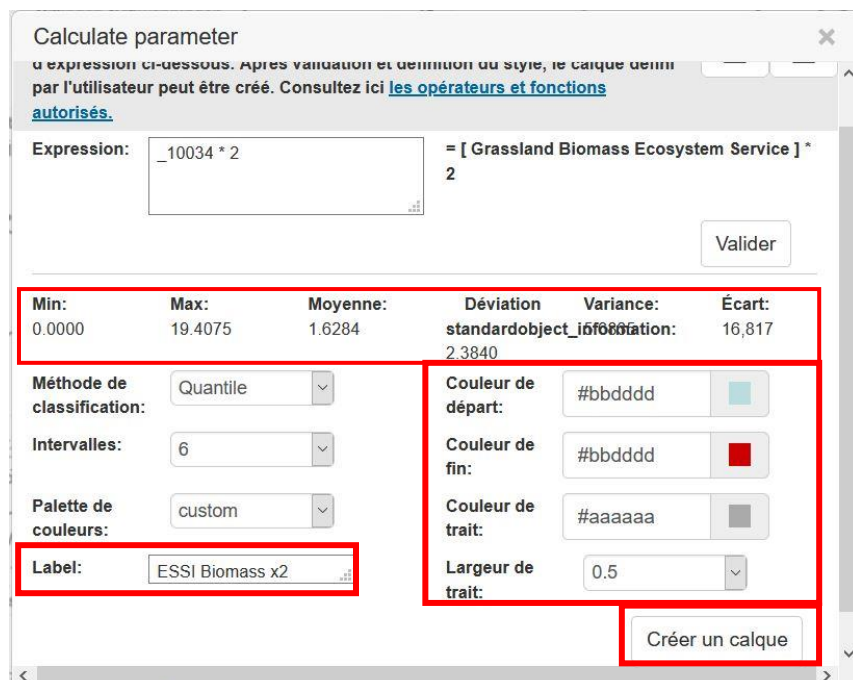 Calculate parameter
d'expression ci-dessous. Après validation et définition du style, le calque défini
par l'utilisateur peut être créé. Consultez ici les opérateurs et fonctions
autorisés.
Expression:
_10034 * 2
= [ Grassland Biomass Ecosystem Service ] *
2
Valider
Min:
0.0000
Max:
19.4075
Moyenne:
1.6284
Déviation
standardobject_information:
2.3840
Variance:
Écart:
16,817
Méthode de
classification:
Quantile
Couleur de
départ:
#bbdddd
Intervalles:
6
Couleur de
fin:
#bbdddd
Palette de
couleurs:
custom
Couleur de
trait:
#aaaaaa
Label:
ESSI Biomass x2
Largeur de
trait:
0.5
Créer un calque